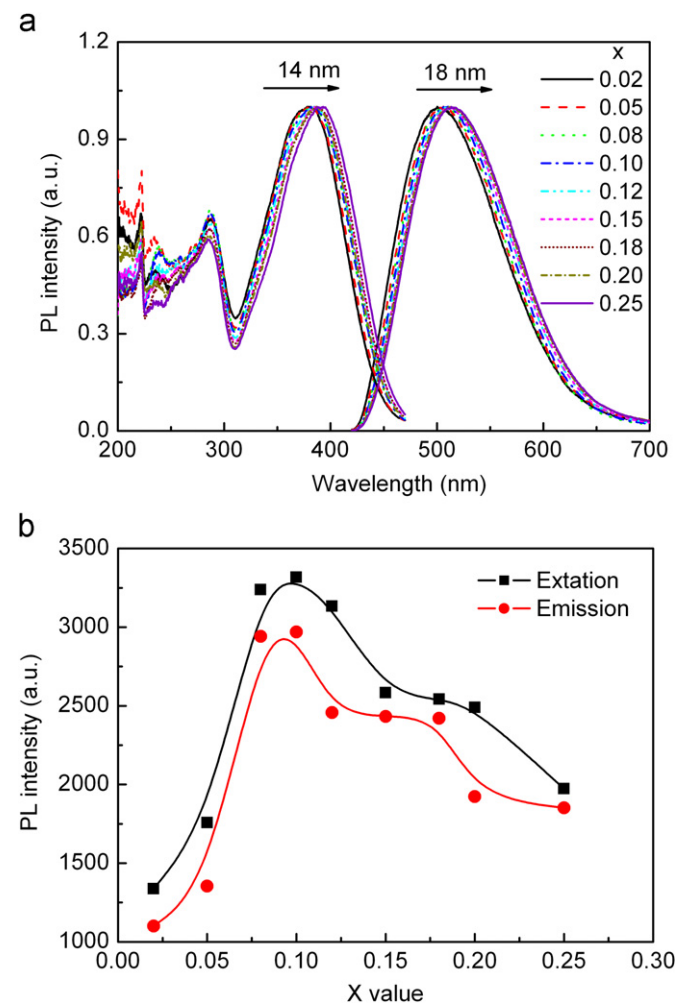 a
1.2
0.9
0.6
0.3
0.0
PL intensity (a.u.)
14 nm
18 nm
x
0.02
0.05
0.08
0.10
0.12
0.15
0.18
0.20
0.25
200 300 400 500 600 700
Wavelength (nm)
b
3500
3000
2500
2000
1500
1000
PL intensity (a.u.)
Extation
Emission
0.00 0.05 0.10 0.15 0.20 0.25 0.30
X value